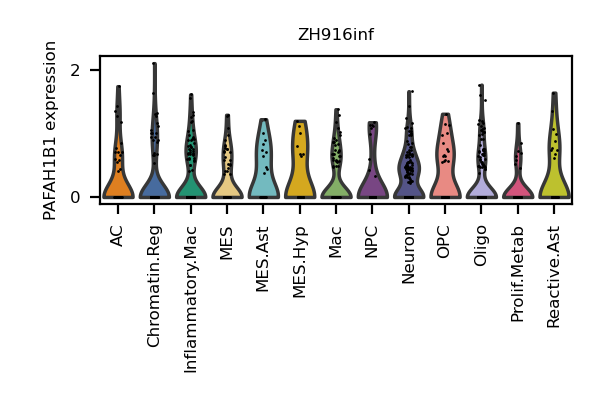 ZH916inf
PAFAH1B1 expression
2
0
AC
Chromatin.Reg
Inflammatory.Mac
MES
MES.Ast
MES.Hyp
Mac
NPC
Neuron
OPC
Oligo
Prolif.Metab
Reactive.Ast